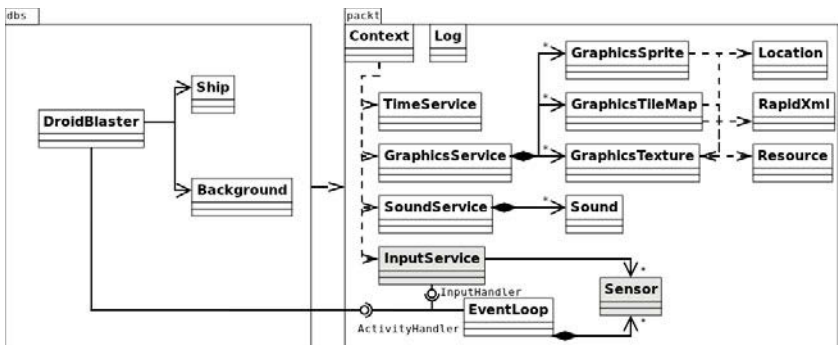 dbs
packt
Context
Log
*
GraphicsSprite
Location
Ship
DroidBlaster
TimeService
*
GraphicsTileMap
RapidXml
GraphicsService
*
GraphicsTexture
Resource
Background
SoundService
*
Sound
InputService
*
Sensor
InputHandler
EventLoop
*
ActivityHandler